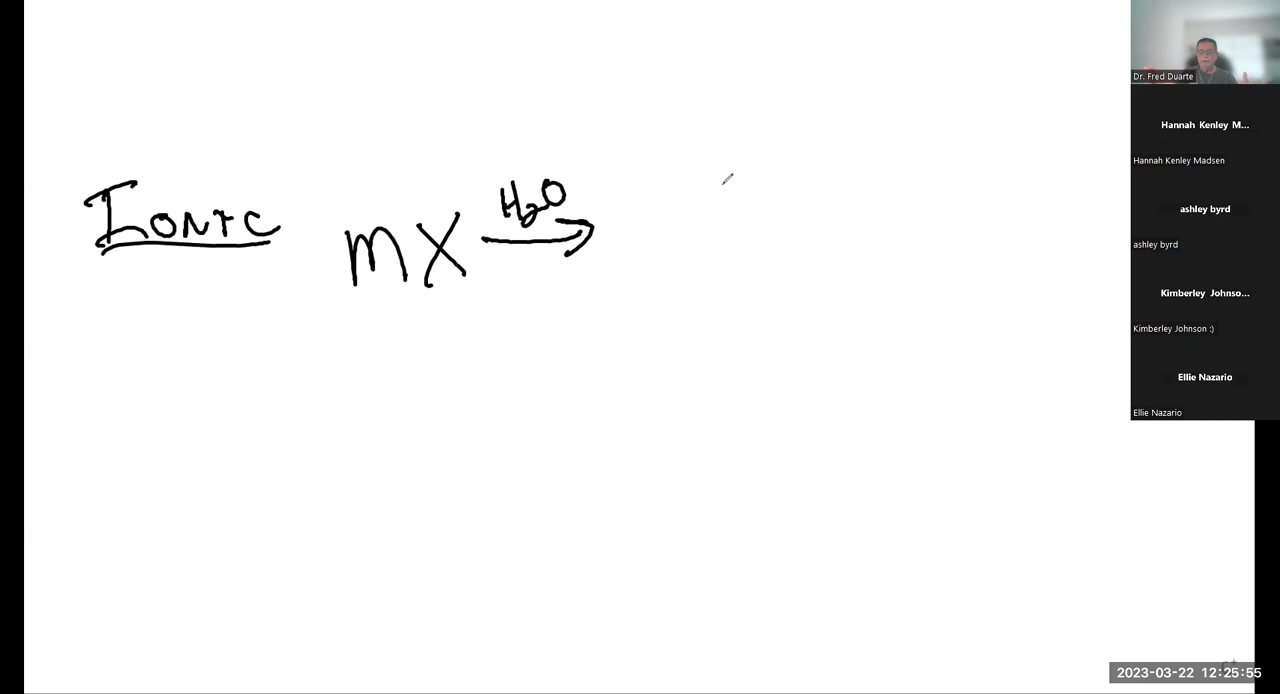 Dr. Fred Duarte
Hannah Kenley M...
Hannah Kenley Madsen
ashley byrd
ashley byrd
Kimberley Johnso...
Kimberley Johnson :)
Ellie Nazario
Ellie Nazario
H2O
IONIC MX →
2023-03-22 12:25:55